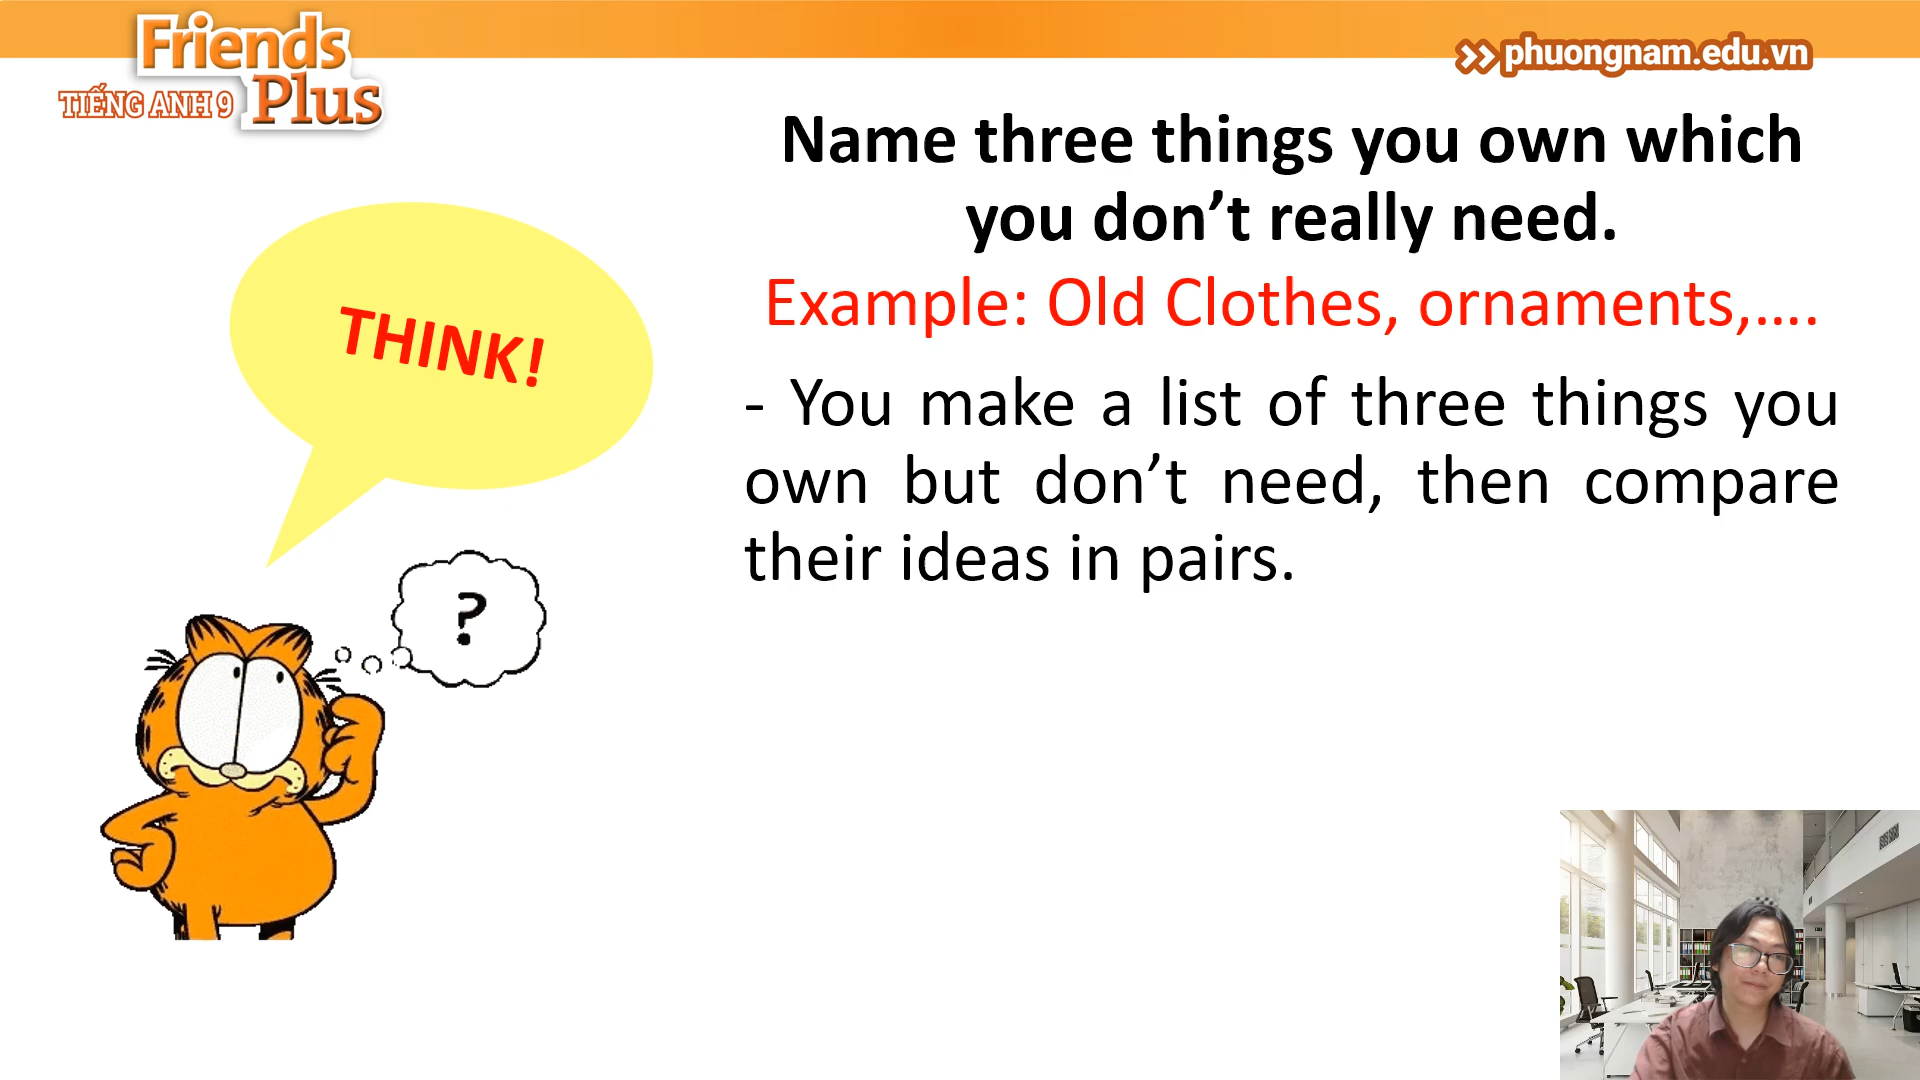 Friends
Plus
TIẾNG ANH 9
phuongnam.edu.vn
Name three things you own which
you don’t really need.
Example: Old Clothes, ornaments,….
THINK!
- You make a list of three things you
own but don’t need, then compare
their ideas in pairs.
?